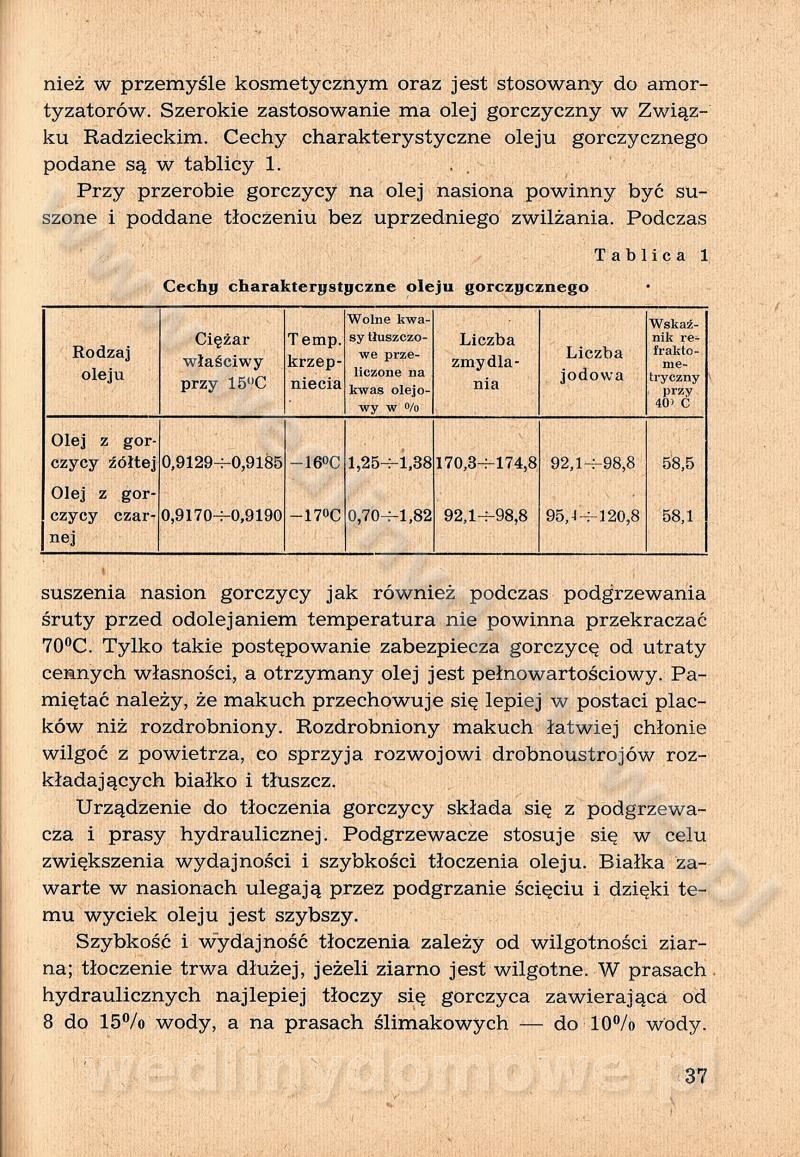 nież w przemyśle kosmetycznym oraz jest stosowany do amor-
tyzatorów. Szerokie zastosowanie ma olej gorczyczny w Związ-
ku Radzieckim. Cechy charakterystyczne oleju gorczycznego
podane są w tablicy 1.
Przy przerobie gorczycy na olej nasiona powinny być su-
szone i poddane tłoczeniu bez uprzedniego zwilżania. Podczas
Tablica 1
Cechy charakterystyczne oleju gorczycznego
Rodzaj
oleju
Ciężar
właściwy
przy 15°C
Temp.
krzep-
niecia
Wolne kwa-
sy tłuszczo-
we prze-
liczone na
kwas olejo-
wy w %
Liczba
zmydla-
nia
Liczba
jodowa
Wskaź-
nik re-
frakto-
me-
tryczny
przy
40° C
Olej z gor-
czycy żółtej 0,9129÷0,9185 —16°C 1,25÷1,38 170,3÷174,8 92,1÷98,8 58,5
Olej z gor-
czycy czar- 0,9170÷0,9190 —17°C 0,70÷1,82 92,1÷98,8 95,4÷120,8 58,1
nej
suszenia nasion gorczycy jak również podczas podgrzewania
śruty przed odolejaniem temperatura nie powinna przekraczać
70°C. Tylko takie postępowanie zabezpiecza gorczycę od utraty
cennych własności, a otrzymany olej jest pełnowartościowy. Pa-
miętać należy, że makuch przechowuje się lepiej w postaci plac-
ków niż rozdrobniony. Rozdrobniony makuch łatwiej chłonie
wilgoć z powietrza, co sprzyja rozwojowi drobnoustrojów roz-
kładających białko i tłuszcz.
Urządzenie do tłoczenia gorczycy składa się z podgrzewa-
cza i prasy hydraulicznej. Podgrzewacze stosuje się w celu
zwiększenia wydajności i szybkości tłoczenia oleju. Białka za-
warte w nasionach ulegają przez podgrzanie ścięciu i dzięki te-
mu wyciek oleju jest szybszy.
Szybkość i wydajność tłoczenia zależy od wilgotności ziar-
na; tłoczenie trwa dłużej, jeżeli ziarno jest wilgotne. W prasach
hydraulicznych najlepiej tłoczy się gorczyca zawierająca od
8 do 15% wody, a na prasach ślimakowych — do 10% wody.
37
www.wedlinydomowe.pl
wedlinydomowe.pl